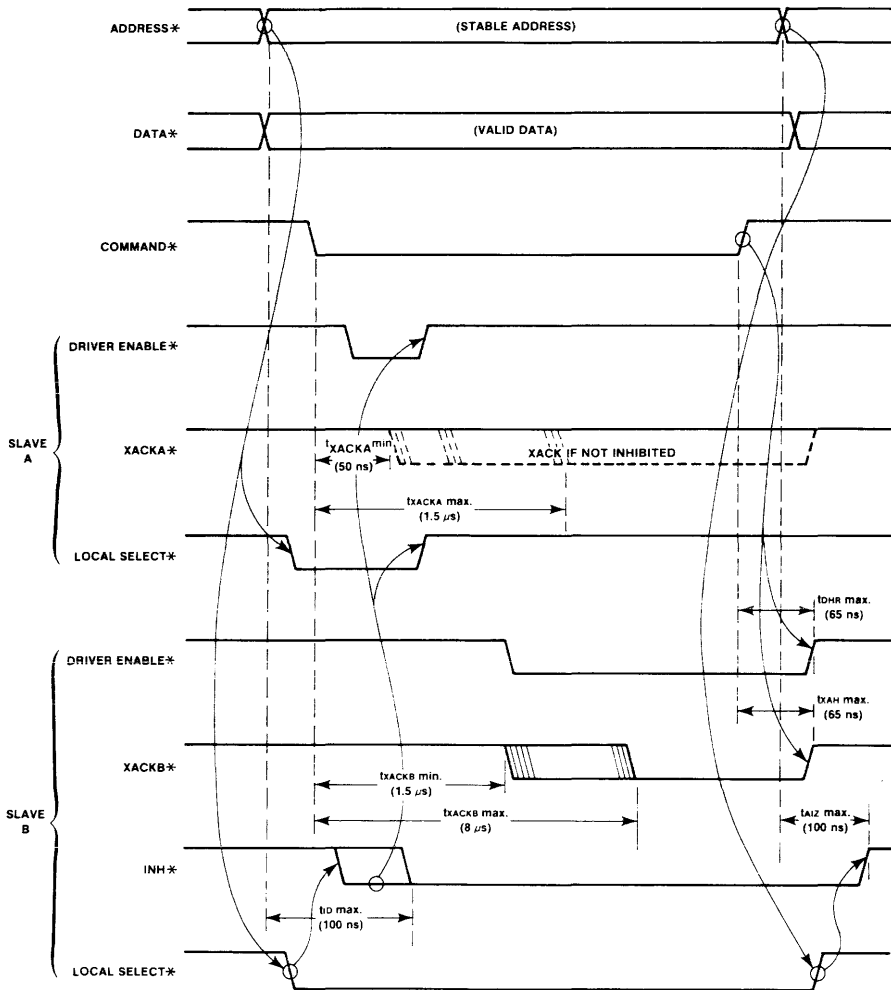 ADDRESS*
(STABLE ADDRESS)
DATA*
(VALID DATA)
COMMAND*
SLAVE
A
DRIVER ENABLE*
XACKA*
tXACKA min
(50 ns)
XACK IF NOT INHIBITED
tXACKA max.
(1.5 μs)
LOCAL SELECT*
tDHR max.
(65 ns)
SLAVE
B
DRIVER ENABLE*
tXAH max.
(65 ns)
XACKB*
tXACKB min.
(1.5 μs)
tXACKB max.
(8 μs)
tAIZ max.
(100 ns)
INH*
tID max.
(100 ns)
LOCAL SELECT*